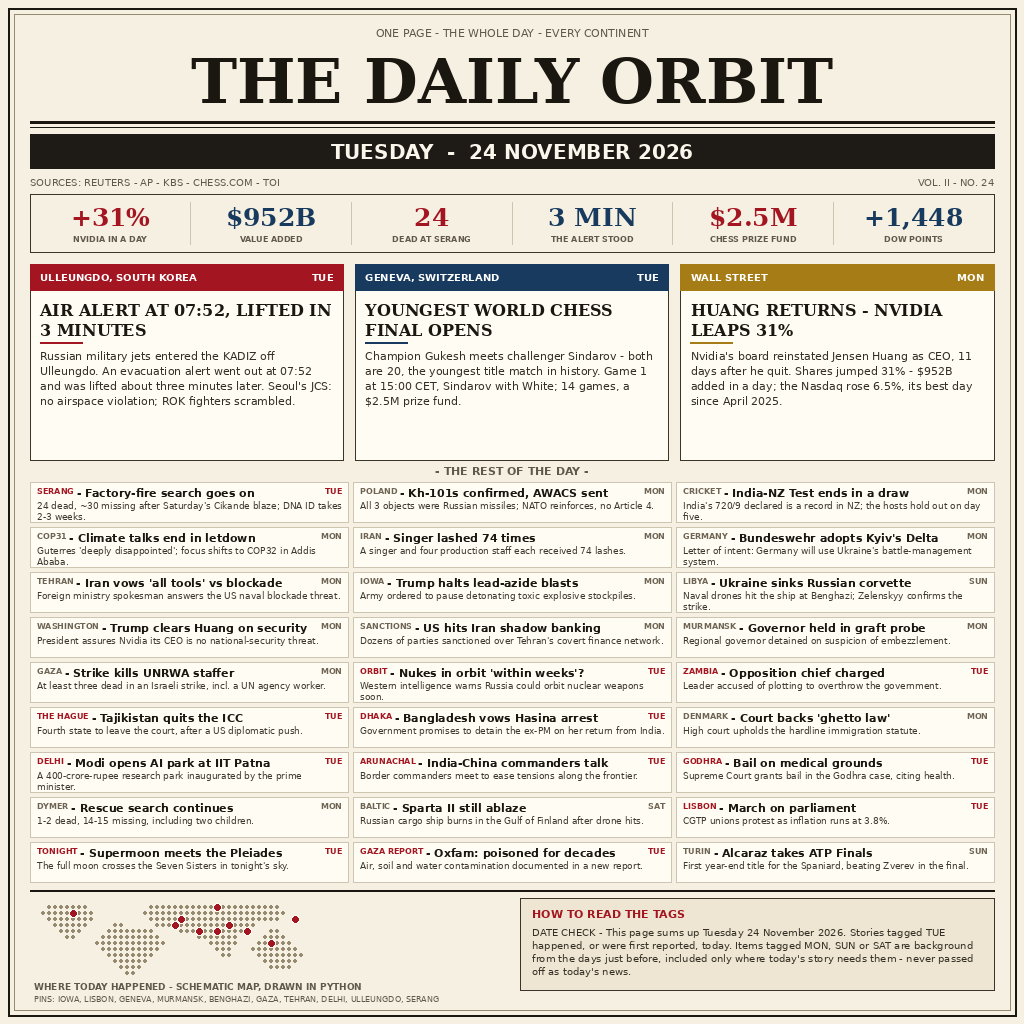 ONE PAGE - THE WHOLE DAY - EVERY CONTINENT
THE DAILY ORBIT
TUESDAY - 24 NOVEMBER 2026
SOURCES: REUTERS - AP - KBS - CHESS.COM - TOI
VOL. II - NO. 24
+31%
NVIDIA IN A DAY
$952B
VALUE ADDED
24
DEAD AT SERANG
3 MIN
THE ALERT STOOD
$2.5M
CHESS PRIZE FUND
+1,448
DOW POINTS
ULLEUNGDO, SOUTH KOREA TUE
AIR ALERT AT 07:52, LIFTED IN
3 MINUTES
Russian military jets entered the KADIZ off
Ulleungdo. An evacuation alert went out at 07:52
and was lifted about three minutes later. Seoul's JCS:
no airspace violation; ROK fighters scrambled.
GENEVA, SWITZERLAND TUE
YOUNGEST WORLD CHESS
FINAL OPENS
Champion Gukesh meets challenger Sindarov - both
are 20, the youngest title match in history. Game 1
at 15:00 CET, Sindarov with White; 14 games, a
$2.5M prize fund.
WALL STREET MON
HUANG RETURNS - NVIDIA
LEAPS 31%
Nvidia's board reinstated Jensen Huang as CEO, 11
days after he quit. Shares jumped 31% - $952B
added in a day; the Nasdaq rose 6.5%, its best day
since April 2025.
- THE REST OF THE DAY -
SERANG - Factory-fire search goes on TUE
24 dead, ~30 missing after Saturday's Cikande blaze; DNA ID takes
2-3 weeks.
POLAND - Kh-101s confirmed, AWACS sent MON
All 3 objects were Russian missiles; NATO reinforces, no Article 4.
CRICKET - India-NZ Test ends in a draw MON
India's 720/9 declared is a record in NZ; the hosts hold out on day
five.
COP31 - Climate talks end in letdown MON
Guterres 'deeply disappointed'; focus shifts to COP32 in Addis
Ababa.
IRAN - Singer lashed 74 times MON
A singer and four production staff each received 74 lashes.
GERMANY - Bundeswehr adopts Kyiv's Delta MON
Letter of intent: Germany will use Ukraine's battle-management
system.
TEHRAN - Iran vows 'all tools' vs blockade MON
Foreign ministry spokesman answers the US naval blockade threat.
IOWA - Trump halts lead-azide blasts MON
Army ordered to pause detonating toxic explosive stockpiles.
LIBYA - Ukraine sinks Russian corvette SUN
Naval drones hit the ship at Benghazi; Zelenskyy confirms the
strike.
WASHINGTON - Trump clears Huang on security MON
President assures Nvidia its CEO is no national-security threat.
SANCTIONS - US hits Iran shadow banking MON
Dozens of parties sanctioned over Tehran's covert finance network.
MURMANSK - Governor held in graft probe MON
Regional governor detained on suspicion of embezzlement.
GAZA - Strike kills UNRWA staffer MON
At least three dead in an Israeli strike, incl. a UN agency worker.
ORBIT - Nukes in orbit 'within weeks'? TUE
Western intelligence warns Russia could orbit nuclear weapons
soon.
ZAMBIA - Opposition chief charged TUE
Leader accused of plotting to overthrow the government.
THE HAGUE - Tajikistan quits the ICC TUE
Fourth state to leave the court, after a US diplomatic push.
DHAKA - Bangladesh vows Hasina arrest TUE
Government promises to detain the ex-PM on her return from India.
DENMARK - Court backs 'ghetto law' MON
High court upholds the hardline immigration statute.
DELHI - Modi opens AI park at IIT Patna TUE
A 400-crore-rupee research park inaugurated by the prime
minister.
ARUNACHAL - India-China commanders talk TUE
Border commanders meet to ease tensions along the frontier.
GODHRA - Bail on medical grounds TUE
Supreme Court grants bail in the Godhra case, citing health.
DYMER - Rescue search continues MON
1-2 dead, 14-15 missing, including two children.
BALTIC - Sparta II still ablaze SAT
Russian cargo ship burns in the Gulf of Finland after drone hits.
LISBON - March on parliament TUE
CGTP unions protest as inflation runs at 3.8%.
TONIGHT - Supermoon meets the Pleiades TUE
The full moon crosses the Seven Sisters in tonight's sky.
GAZA REPORT - Oxfam: poisoned for decades TUE
Air, soil and water contamination documented in a new report.
TURIN - Alcaraz takes ATP Finals SUN
First year-end title for the Spaniard, beating Zverev in the final.
WHERE TODAY HAPPENED - SCHEMATIC MAP, DRAWN IN PYTHON
PINS: IOWA, LISBON, GENEVA, MURMANSK, BENGHAZI, GAZA, TEHRAN, DELHI, ULLEUNGDO, SERANG
HOW TO READ THE TAGS
DATE CHECK - This page sums up Tuesday 24 November 2026. Stories tagged TUE
happened, or were first reported, today. Items tagged MON, SUN or SAT are background
from the days just before, included only where today's story needs them - never passed
off as today's news.